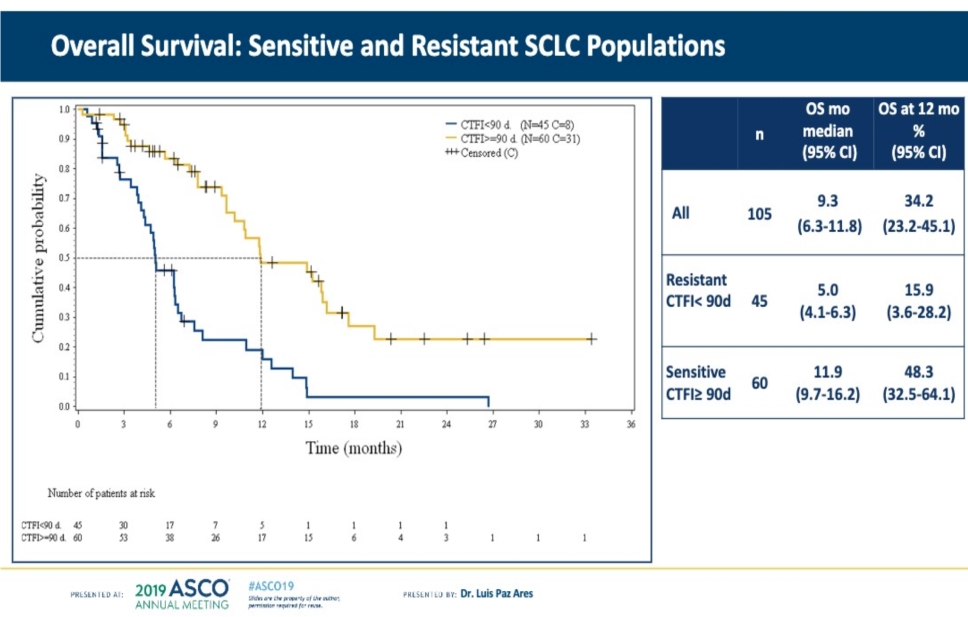 Overall Survival: Sensitive and Resistant SCLC Populations
1.0
0.9
0.8
0.7
0.6
0.5
0.4
0.3
0.2
0.1
0.0
Cumulative probability
CTFI<90 d. (N=45 C=8)
CTFI>=90 d. (N=60 C=31)
+++ Censored (C)
0 3 6 9 12 15 18 21 24 27 30 33 36
Time (months)
Number of patients at risk
CTFI<90 d. 45 30 17 7 5 1 1 1 1
CTFI>=90 d. 60 53 38 26 17 15 6 4 3 1 1 1
n
OS mo
median
(95% CI)
OS at 12 mo
%
(95% CI)
All 105 9.3 34.2
(6.3-11.8) (23.2-45.1)
Resistant
CTFI< 90d 45 5.0 15.9
(4.1-6.3) (3.6-28.2)
Sensitive
CTFI≥ 90d 60 11.9 48.3
(9.7-16.2) (32.5-64.1)
PRESENTED AT:
2019 ASCO
ANNUAL MEETING
#ASCO19
Slides are the property of the author,
permission required for reuse.
PRESENTED BY: Dr. Luis Paz Ares